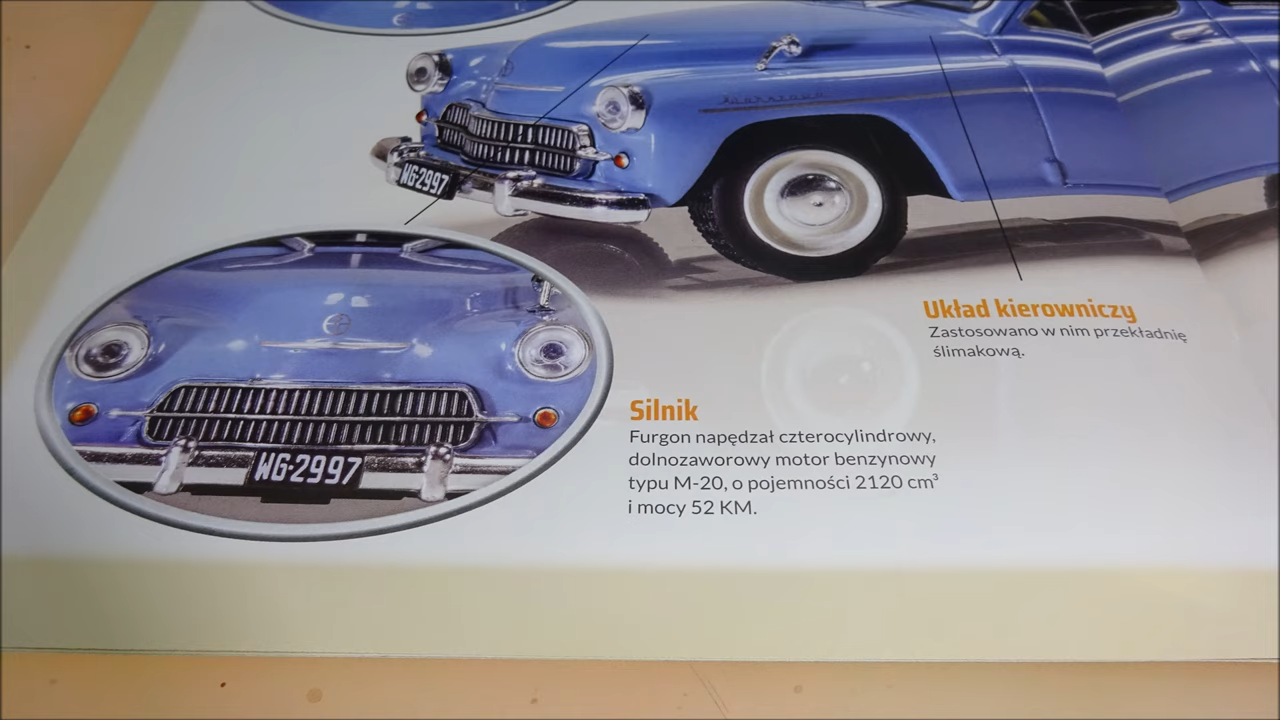 WG-2997
Układ kierowniczy
Zastosowano w nim przekładnię
ślimakową.
WG-2997
Silnik
Furgon napędzał czterocylindrowy,
dolnozaworowy motor benzynowy
typu M-20, o pojemności 2120 cm³
i mocy 52 KM.